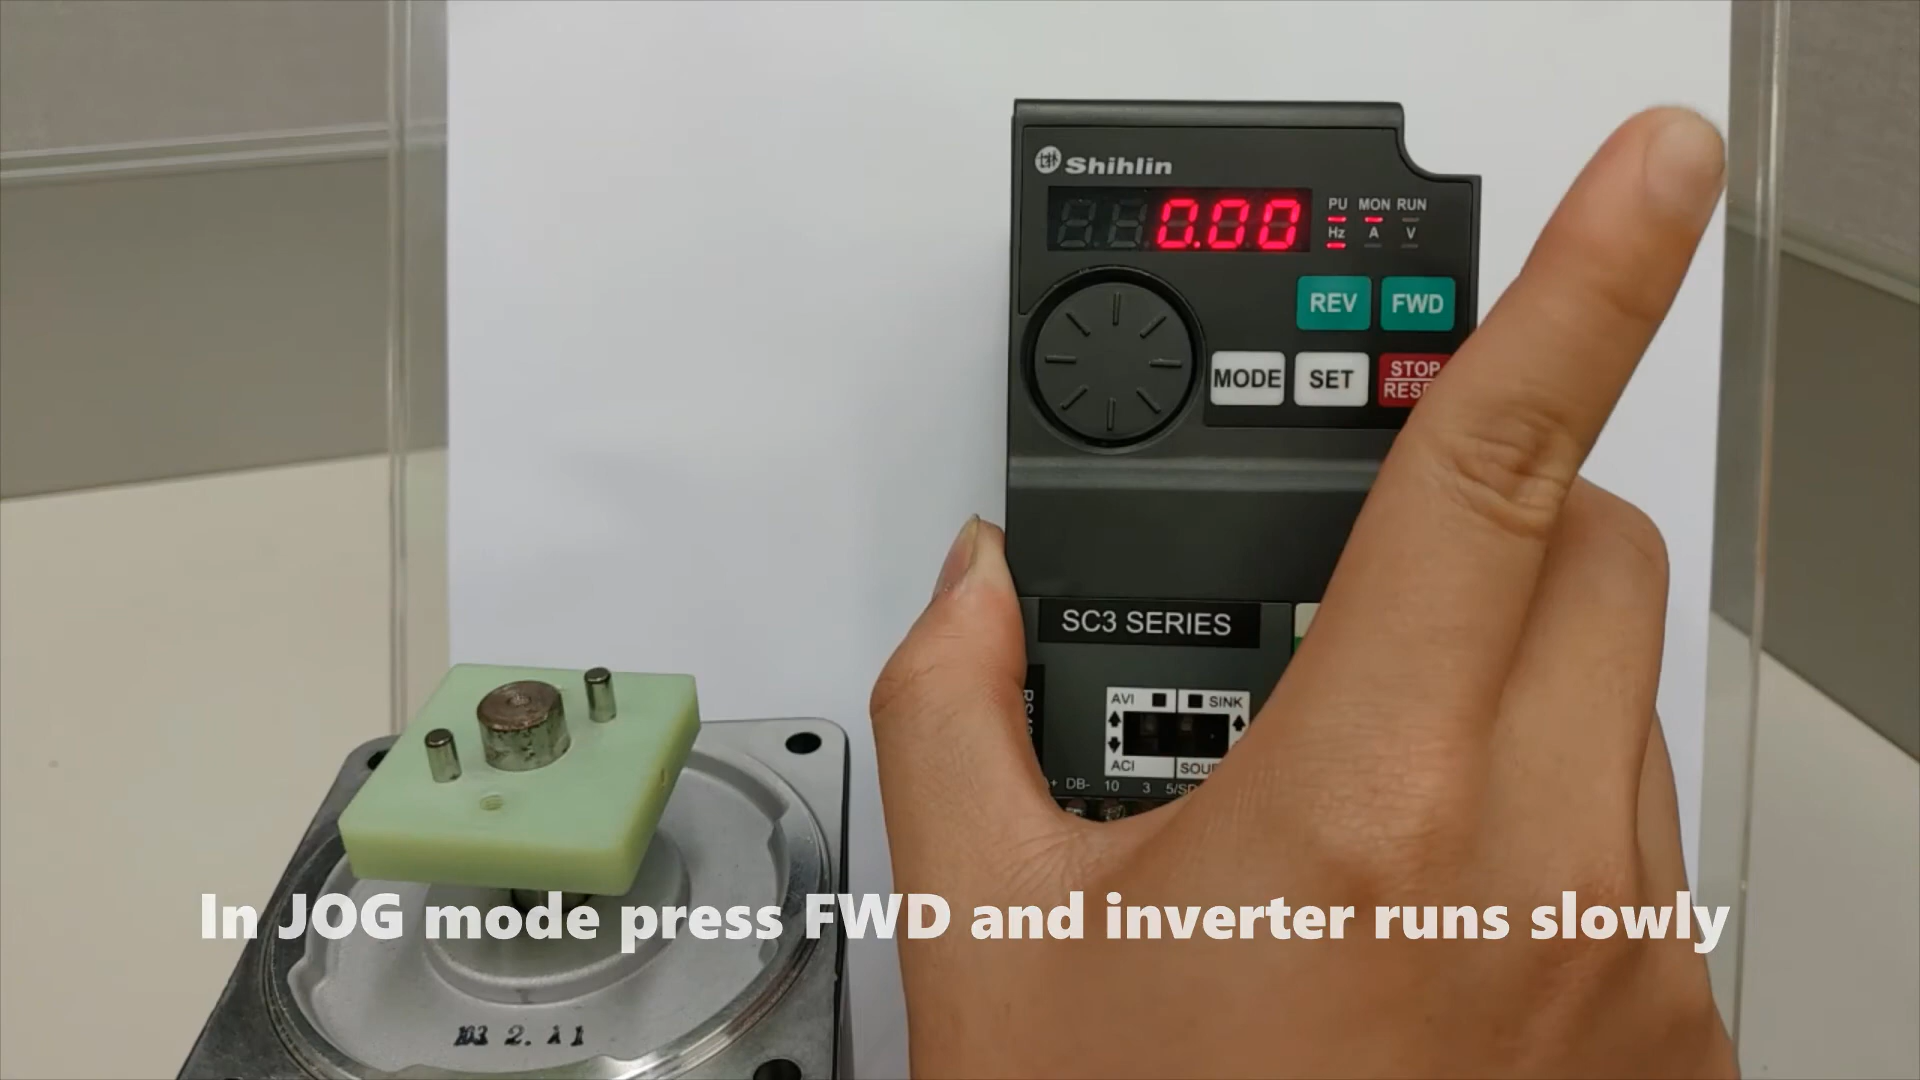 Shihlin
0.00
PU MON RUN
Hz A V
REV FWD
MODE SET STOP
SC3 SERIES
AVI SINK
ACI
DB- 10 3
In JOG mode press FWD and inverter runs slowly